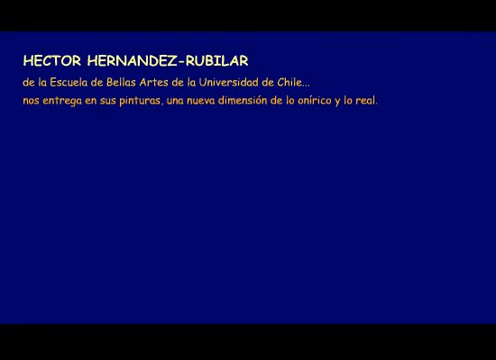 HECTOR HERNANDEZ-RUBILAR
de la Escuela de Bellas Artes de la Universidad de Chile...
nos entrega en sus pinturas, una nueva dimensión de lo onírico y lo real.